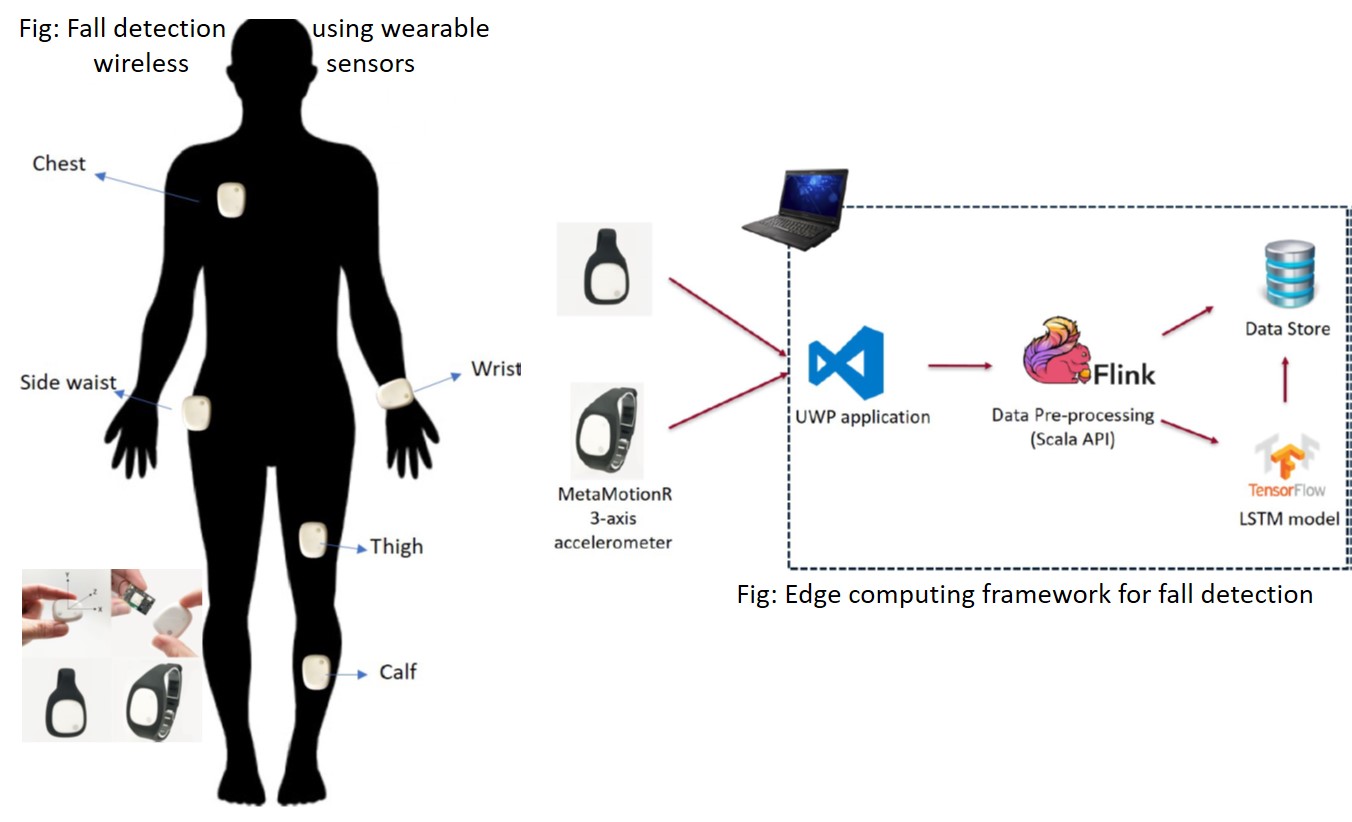 Fig: Fall detection using wearable
wireless sensors
Chest
Side waist
Wrist
Thigh
Calf
Y
Z
X
MetaMotionR
3-axis
accelerometer
UWP application
Flink
Data Pre-processing
(Scala API)
Data Store
TensorFlow
LSTM model
Fig: Edge computing framework for fall detection